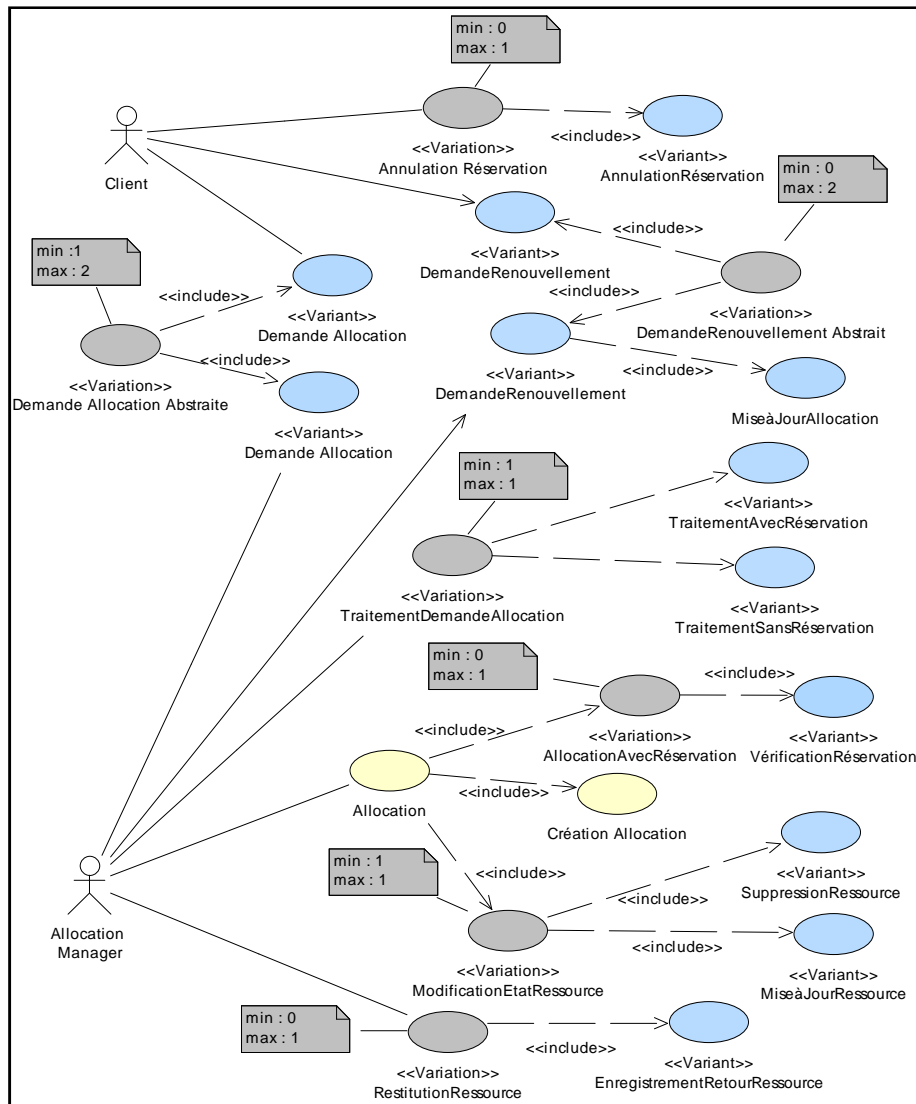 min : 0
max : 1
<<include>>
<<Variation>>
Annulation Réservation
<<Variant>>
AnnulationRéservation
Client
min : 0
max : 2
<<include>>
<<Variant>>
DemandeRenouvellement
min :1
max : 2
<<include>>
<<Variant>>
Demande Allocation
<<include>>
<<Variation>>
DemandeRenouvellement Abstrait
<<include>>
<<Variation>>
Demande Allocation Abstraite
<<Variant>>
DemandeRenouvellement
<<include>>
MiseàJourAllocation
<<Variant>>
Demande Allocation
min : 1
max : 1
<<Variant>>
TraitementAvecRéservation
<<Variation>>
TraitementDemandeAllocation
<<Variant>>
TraitementSansRéservation
min : 0
max : 1
<<include>>
<<include>>
<<Variation>>
AllocationAvecRéservation
<<Variant>>
VérificationRéservation
<<include>>
Allocation
Création Allocation
min : 1
max : 1
<<include>>
<<include>>
<<Variant>>
SuppressionRessource
Allocation
Manager
<<include>>
<<Variation>>
ModificationEtatRessource
<<Variant>>
MiseàJourRessource
min : 0
max : 1
<<include>>
<<Variation>>
RestitutionRessource
<<Variant>>
EnregistrementRetourRessource